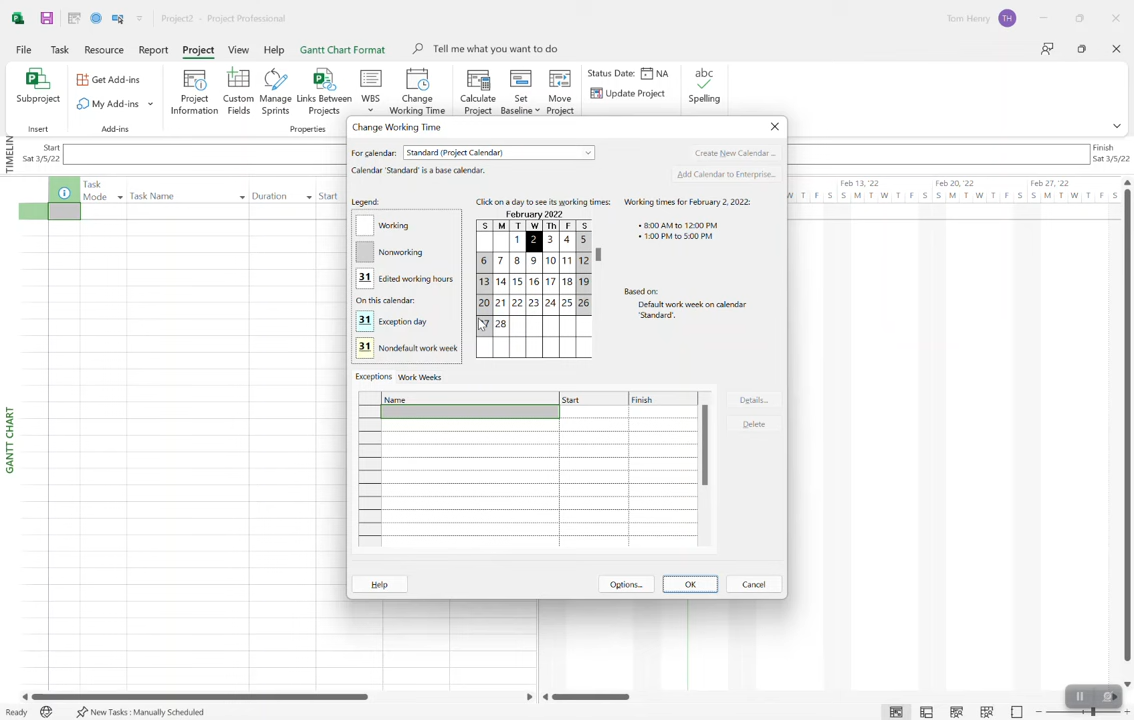 Project2 - Project Professional
Tom Henry TH
File Task Resource Report Project View Help Gantt Chart Format Tell me what you want to do
Subproject
Insert
Get Add-ins
My Add-ins
Add-ins
Project Information
Custom Fields
Manage Sprints
Links Between Projects
WBS
Change Working Time
Properties
Calculate Project
Set Baseline
Move Project
Status Date: NA
Update Project
abc
Spelling
TIMELIN
Start
Sat 3/5/22
Finish
Sat 3/5/22
Task Mode
Task Name
Duration
Start
Feb 13, '22 Feb 20, '22 Feb 27, '22
W T F S S M T W T F S S M T W T F S S M T W T F S
GANTT CHART
Change Working Time
For calendar: Standard (Project Calendar)
Create New Calendar ...
Calendar 'Standard' is a base calendar.
Add Calendar to Enterprise...
Legend:
Working
Nonworking
31 Edited working hours
On this calendar:
31 Exception day
31 Nondefault work week
Click on a day to see its working times:
February 2022
S M T W Th F S
1 2 3 4 5
6 7 8 9 10 11 12
13 14 15 16 17 18 19
20 21 22 23 24 25 26
28
Working times for February 2, 2022:
• 8:00 AM to 12:00 PM
• 1:00 PM to 5:00 PM
Based on:
Default work week on calendar
'Standard'.
Exceptions Work Weeks
Name Start Finish
Details...
Delete
Help
Options...
OK
Cancel
Ready
New Tasks : Manually Scheduled